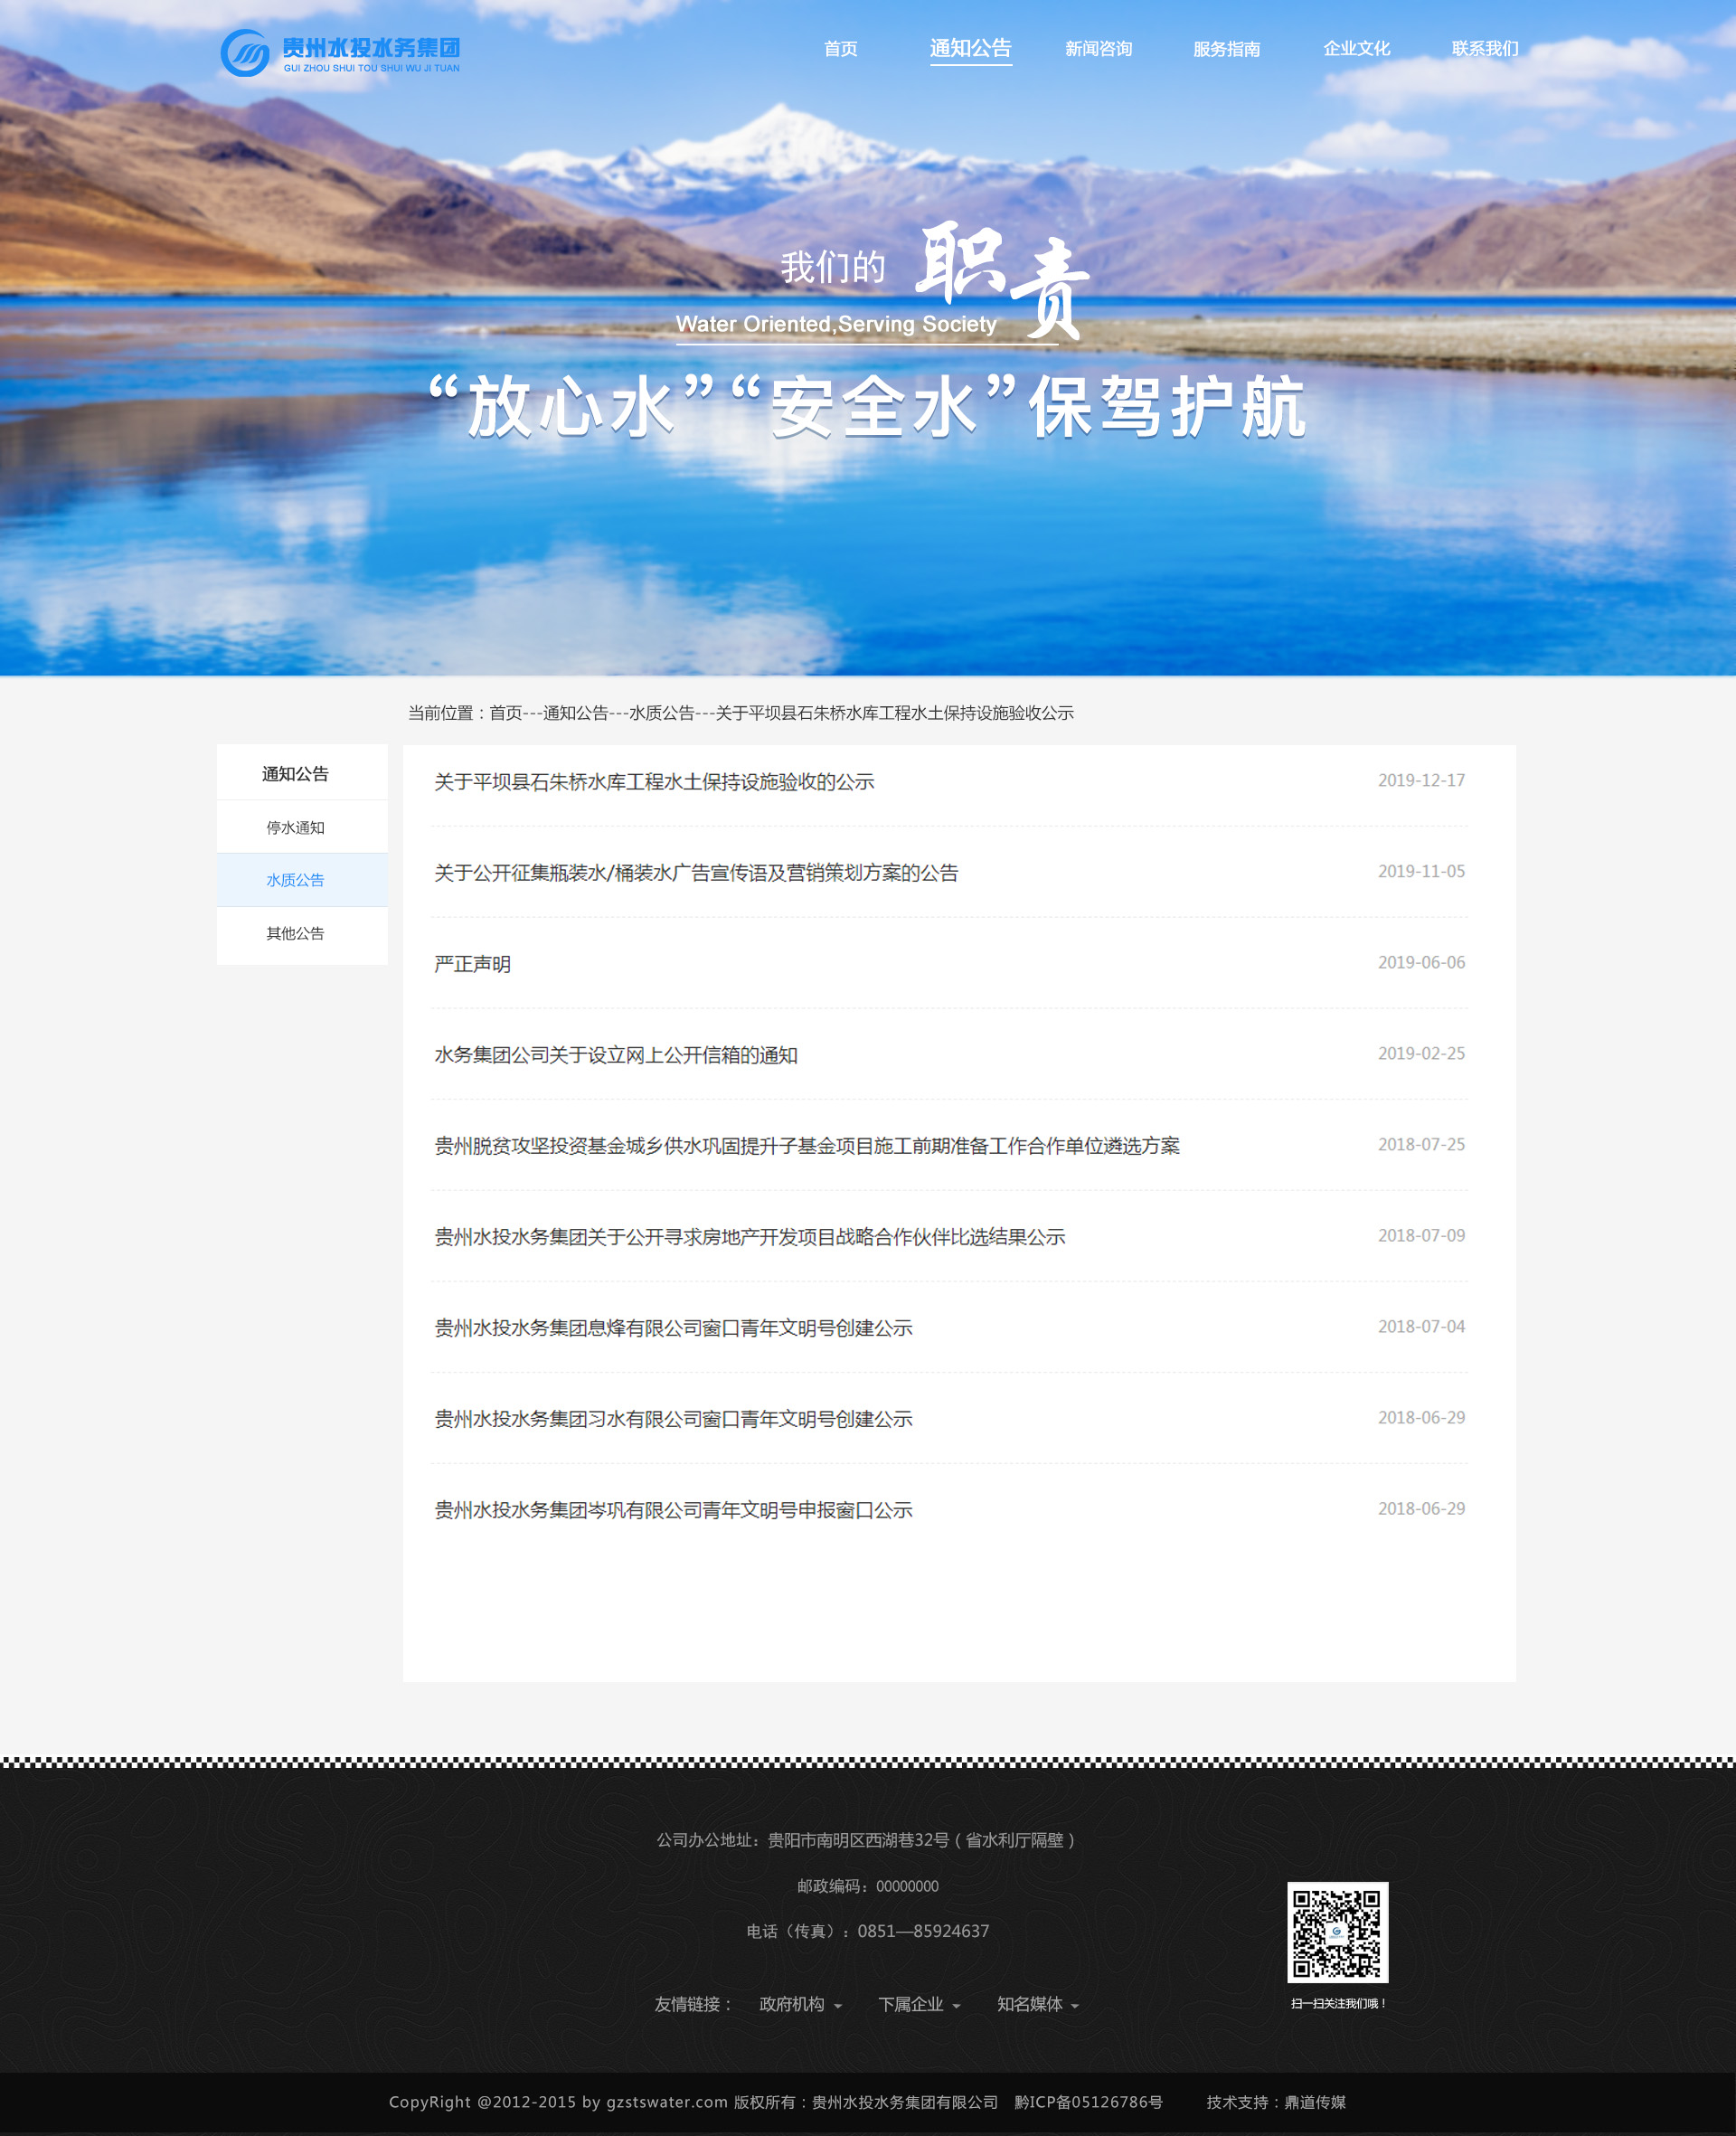 贵州水投水务集团
GUI ZHOU SHUI TOU SHUI WU JI TUAN
首页 通知公告 新闻咨询 服务指南 企业文化 联系我们
我们的 职责
Water Oriented,Serving Society
“放心水”“安全水”保驾护航
当前位置：首页---通知公告---水质公告---关于平坝县石朱桥水库工程水土保持设施验收公示
通知公告
停水通知
水质公告
其他公告
关于平坝县石朱桥水库工程水土保持设施验收的公示 2019-12-17
关于公开征集瓶装水/桶装水广告宣传语及营销策划方案的公告 2019-11-05
严正声明 2019-06-06
水务集团公司关于设立网上公开信箱的通知 2019-02-25
贵州脱贫攻坚投资基金城乡供水巩固提升子基金项目施工前期准备工作合作单位遴选方案 2018-07-25
贵州水投水务集团关于公开寻求房地产开发项目战略合作伙伴比选结果公示 2018-07-09
贵州水投水务集团息烽有限公司窗口青年文明号创建公示 2018-07-04
贵州水投水务集团习水有限公司窗口青年文明号创建公示 2018-06-29
贵州水投水务集团岑巩有限公司青年文明号申报窗口公示 2018-06-29
公司办公地址：贵阳市南明区西湖巷32号（省水利厅隔壁）
邮政编码：00000000
电话（传真）：0851—85924637
友情链接： 政府机构 下属企业 知名媒体
扫一扫关注我们哦！
CopyRight @2012-2015 by gzstswater.com 版权所有：贵州水投水务集团有限公司 黔ICP备05126786号 技术支持：鼎道传媒